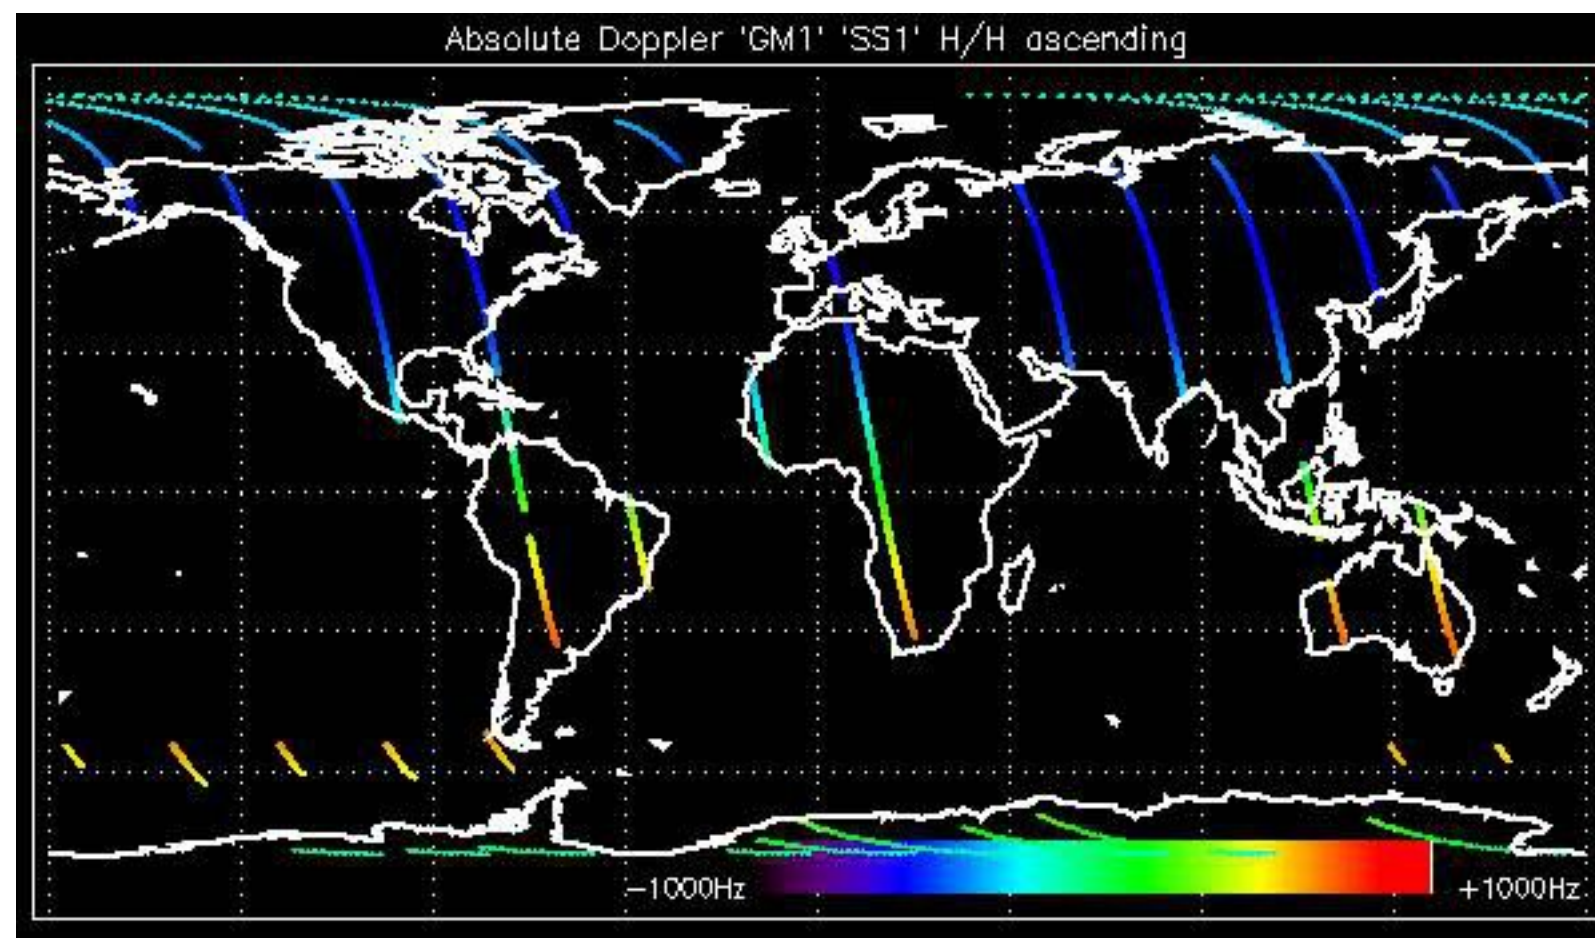 Absolute Doppler 'GM1' 'SS1' H/H ascending
-1000Hz
+1000Hz